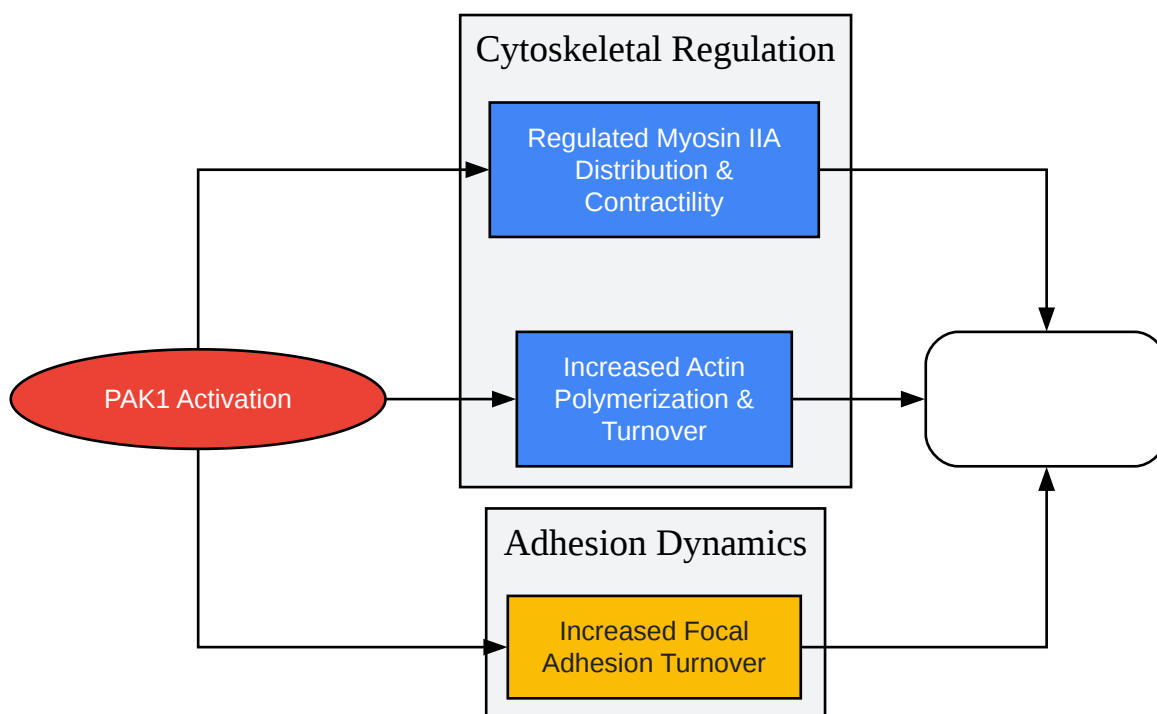 Cytoskeletal Regulation
Regulated Myosin IIA
Distribution &
Contractility
PAK1 Activation
Increased Actin
Polymerization &
Turnover
Adhesion Dynamics
Increased Focal
Adhesion Turnover